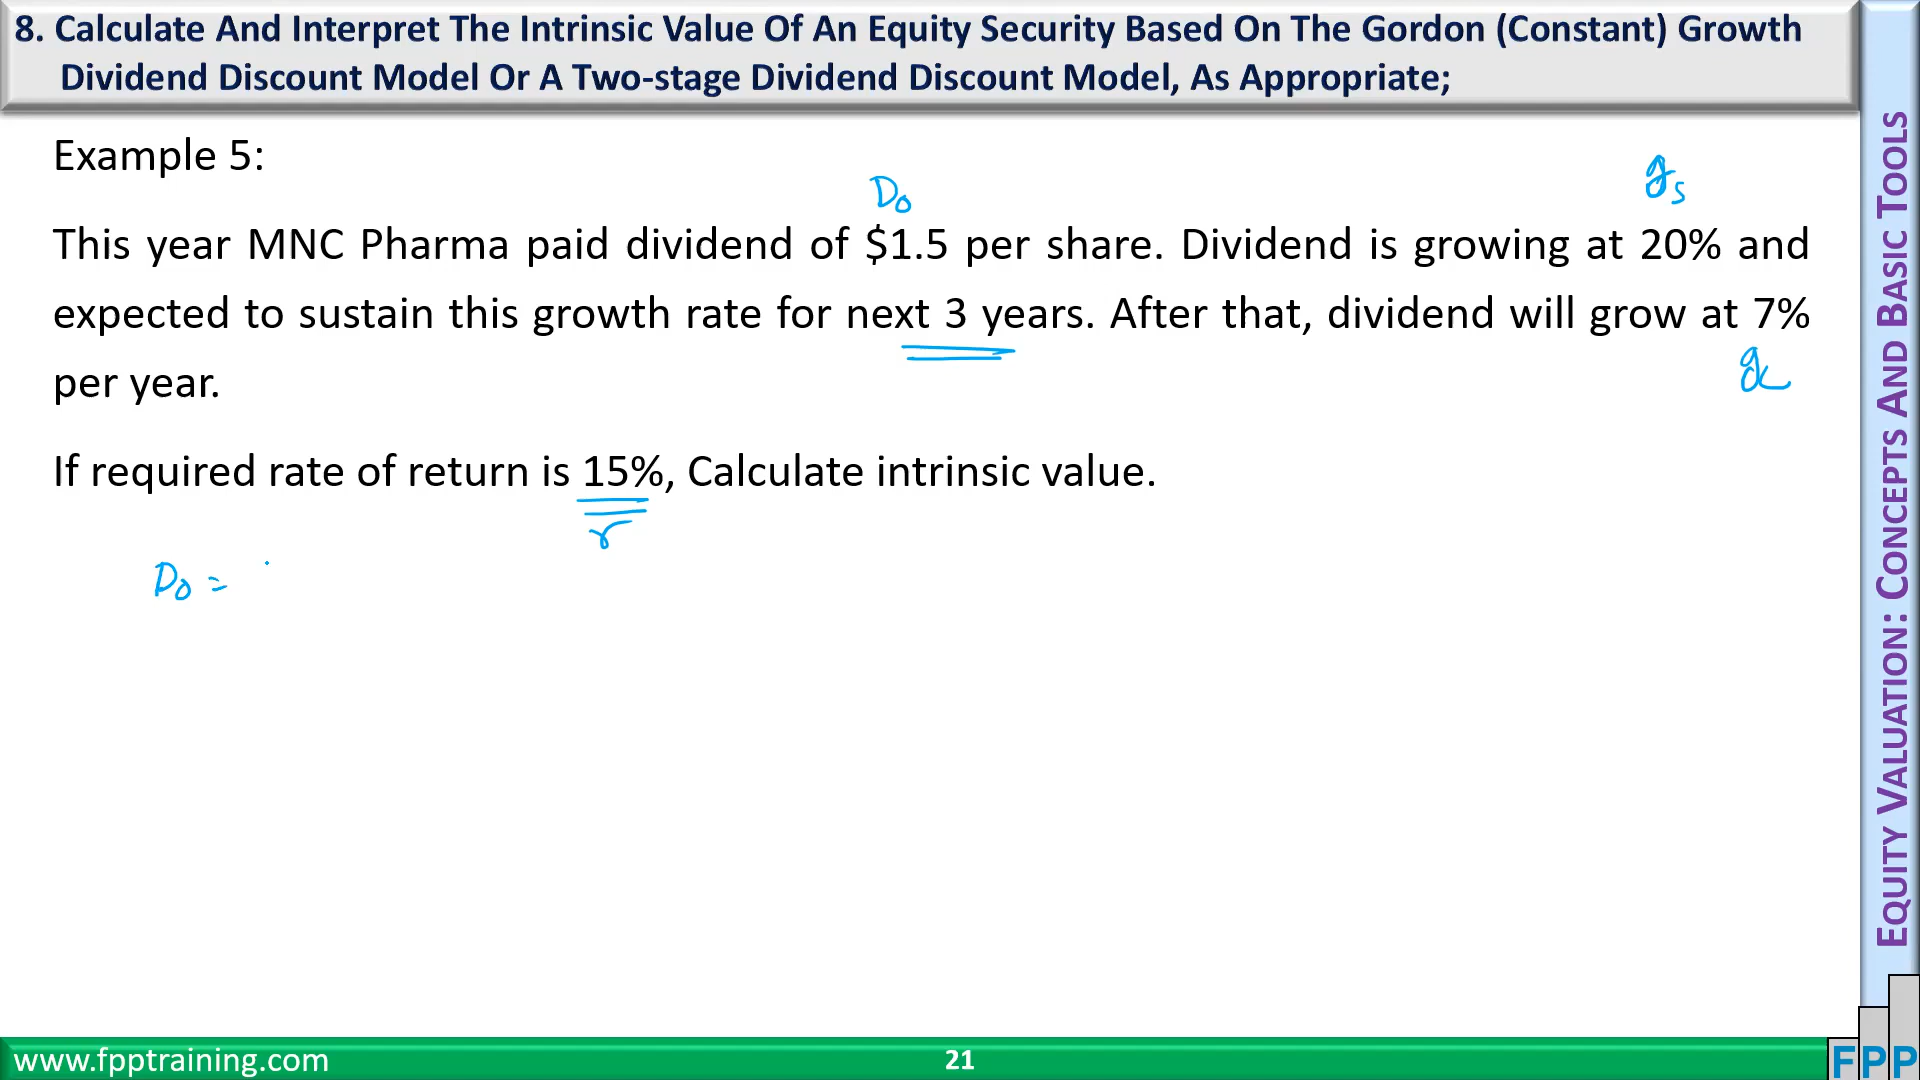 8. Calculate And Interpret The Intrinsic Value Of An Equity Security Based On The Gordon (Constant) Growth
Dividend Discount Model Or A Two-stage Dividend Discount Model, As Appropriate;
Example 5:
D0
gs
This year MNC Pharma paid dividend of $1.5 per share. Dividend is growing at 20% and
expected to sustain this growth rate for next 3 years. After that, dividend will grow at 7%
gc
per year.
If required rate of return is 15%, Calculate intrinsic value.
r
D0 =
EQUITY VALUATION: CONCEPTS AND BASIC TOOLS
www.fpptraining.com
21
FPP